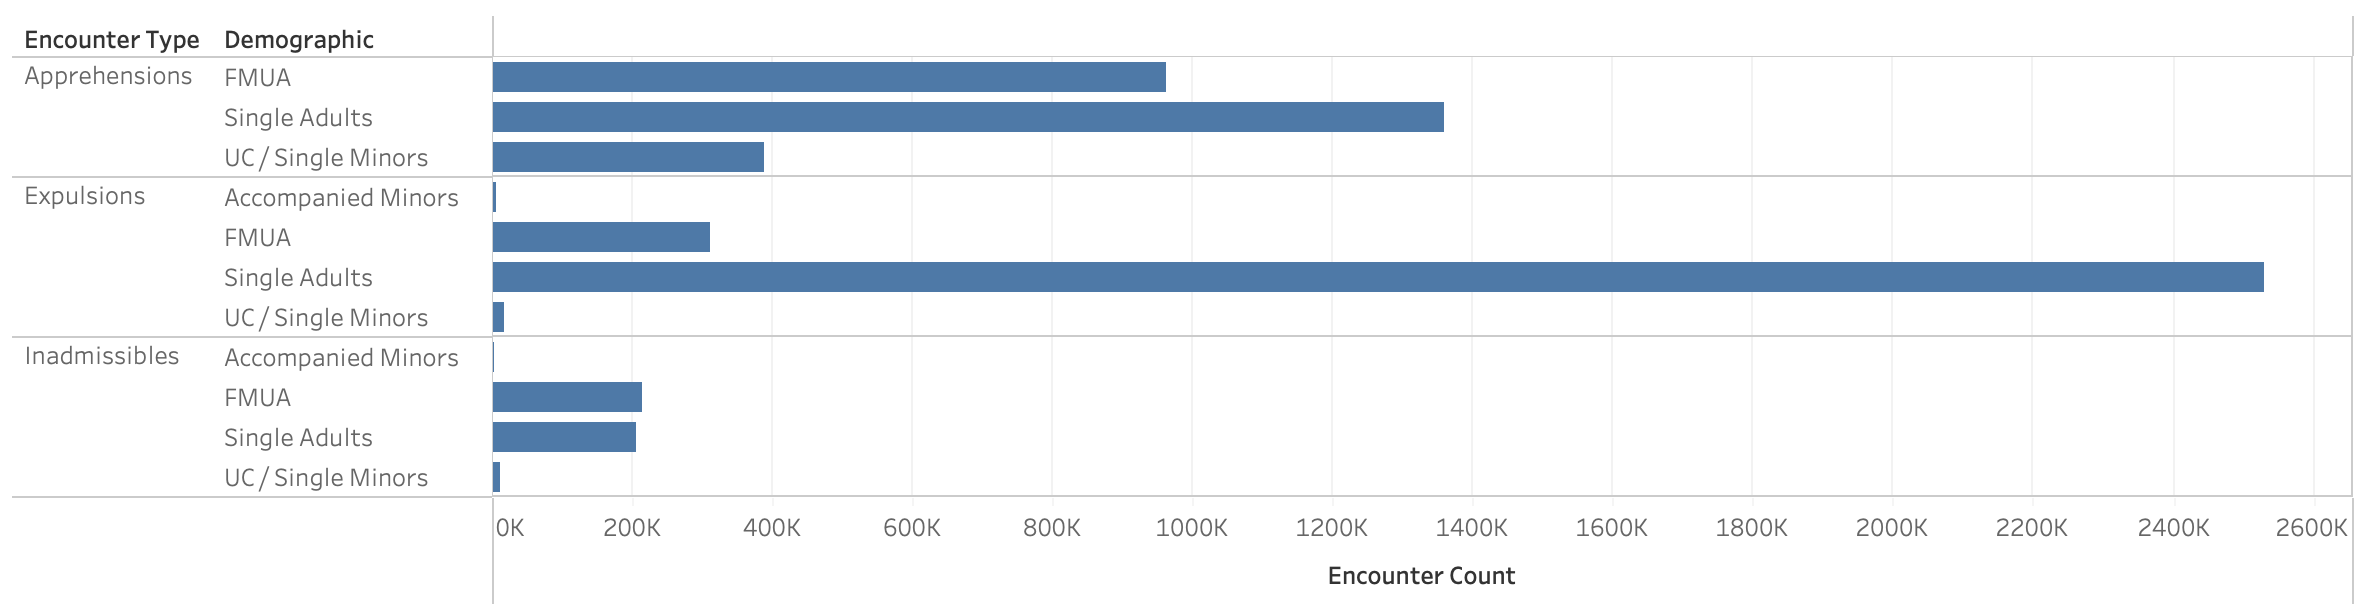 Encounter Type Demographic
Apprehensions FMUA
Single Adults
UC / Single Minors
Expulsions Accompanied Minors
FMUA
Single Adults
UC / Single Minors
Inadmissibles Accompanied Minors
FMUA
Single Adults
UC / Single Minors
0K 200K 400K 600K 800K 1000K 1200K 1400K 1600K 1800K 2000K 2200K 2400K 2600K
Encounter Count